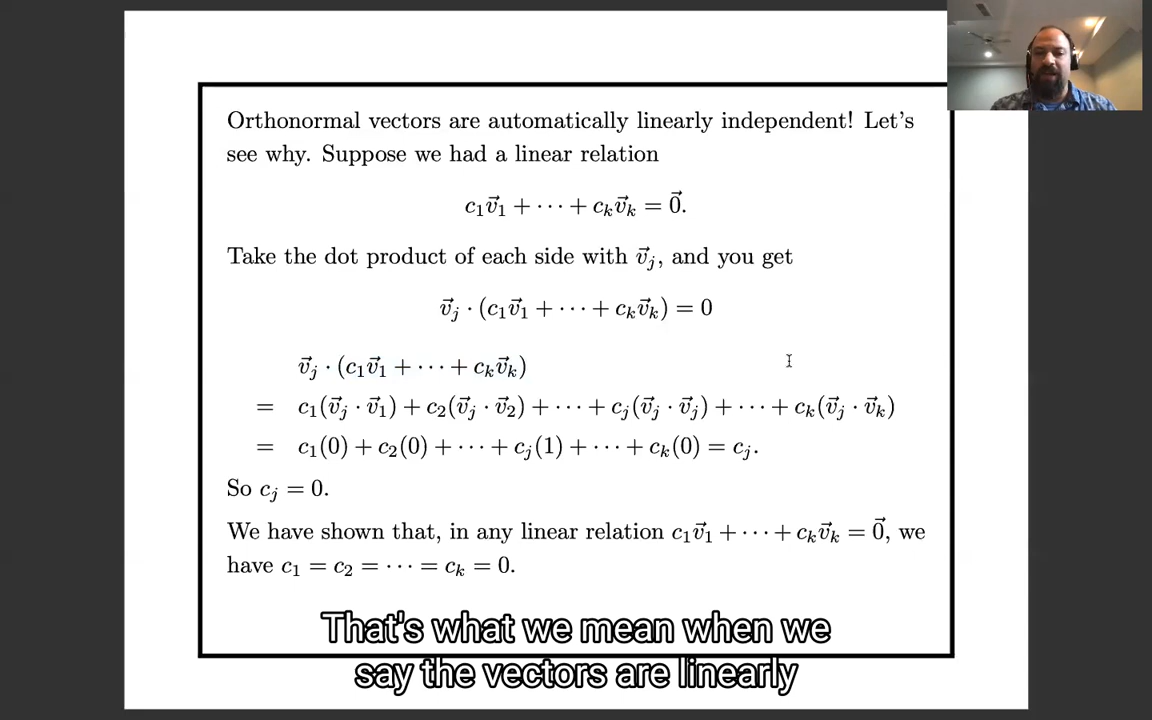 Orthonormal vectors are automatically linearly independent! Let's
see why. Suppose we had a linear relation
c₁v⃗₁ + ⋯ + cₖv⃗ₖ = 0⃗.
Take the dot product of each side with v⃗ⱼ, and you get
v⃗ⱼ · (c₁v⃗₁ + ⋯ + cₖv⃗ₖ) = 0
v⃗ⱼ · (c₁v⃗₁ + ⋯ + cₖv⃗ₖ)
= c₁(v⃗ⱼ · v⃗₁) + c₂(v⃗ⱼ · v⃗₂) + ⋯ + cⱼ(v⃗ⱼ · v⃗ⱼ) + ⋯ + cₖ(v⃗ⱼ · v⃗ₖ)
= c₁(0) + c₂(0) + ⋯ + cⱼ(1) + ⋯ + cₖ(0) = cⱼ.
So cⱼ = 0.
We have shown that, in any linear relation c₁v⃗₁ + ⋯ + cₖv⃗ₖ = 0⃗, we
have c₁ = c₂ = ⋯ = cₖ = 0.
That's what we mean when we
say the vectors are linearly